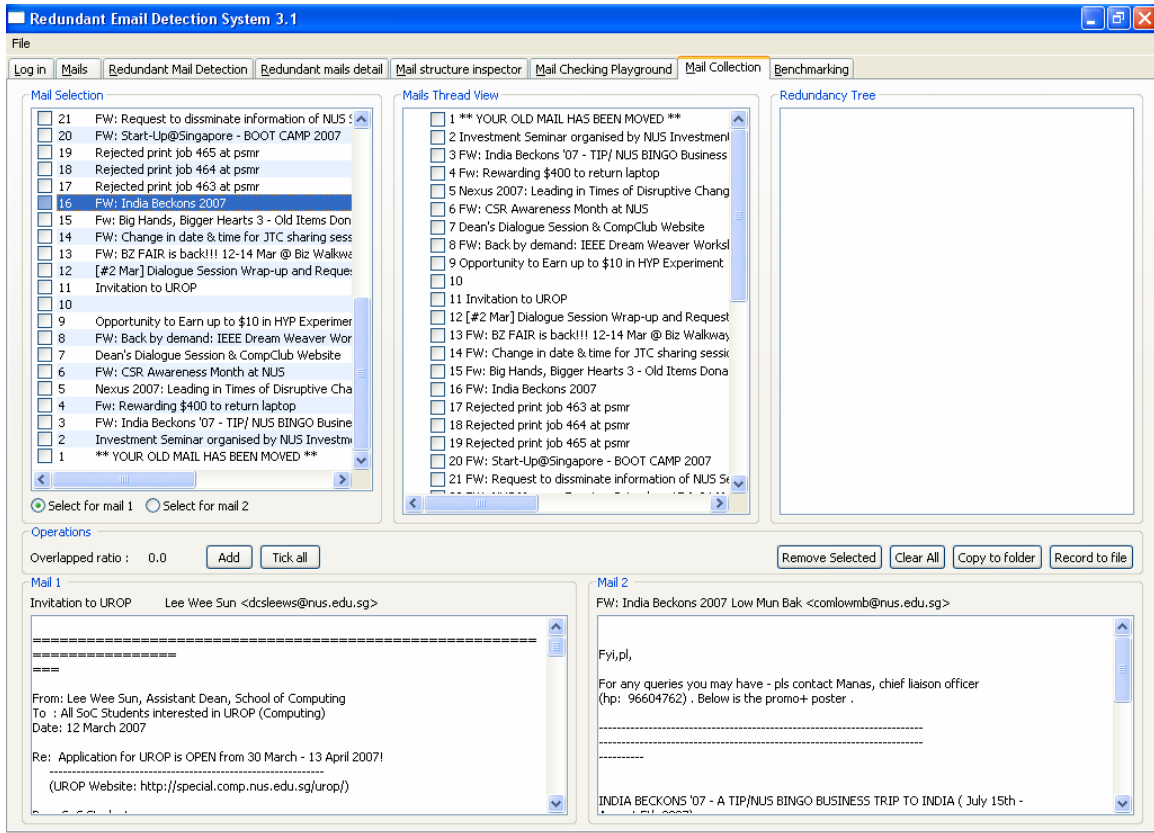 Redundant Email Detection System 3.1
File
Log in Mails Redundant Mail Detection Redundant mails detail Mail structure inspector Mail Checking Playground Mail Collection Benchmarking
Mail Selection
21 FW: Request to dissminate information of NUS
20 FW: Start-Up@Singapore - BOOT CAMP 2007
19 Rejected print job 465 at psmr
18 Rejected print job 464 at psmr
17 Rejected print job 463 at psmr
16 FW: India Beckons 2007
15 Fw: Big Hands, Bigger Hearts 3 - Old Items Don
14 FW: Change in date & time for JTC sharing sess
13 FW: BZ FAIR is back!!! 12-14 Mar @ Biz Walkwa
12 [#2 Mar] Dialogue Session Wrap-up and Reque
11 Invitation to UROP
10
9 Opportunity to Earn up to $10 in HYP Experimer
8 FW: Back by demand: IEEE Dream Weaver Wor
7 Dean's Dialogue Session & CompClub Website
6 FW: CSR Awareness Month at NUS
5 Nexus 2007: Leading in Times of Disruptive Cha
4 Fw: Rewarding $400 to return laptop
3 FW: India Beckons '07 - TIP/ NUS BINGO Busine
2 Investment Seminar organised by NUS Investm
1 ** YOUR OLD MAIL HAS BEEN MOVED **
Select for mail 1 Select for mail 2
Mails Thread View
1 ** YOUR OLD MAIL HAS BEEN MOVED **
2 Investment Seminar organised by NUS Investment
3 FW: India Beckons '07 - TIP/ NUS BINGO Business
4 Fw: Rewarding $400 to return laptop
5 Nexus 2007: Leading in Times of Disruptive Chang
6 FW: CSR Awareness Month at NUS
7 Dean's Dialogue Session & CompClub Website
8 FW: Back by demand: IEEE Dream Weaver Worksl
9 Opportunity to Earn up to $10 in HYP Experiment
10
11 Invitation to UROP
12 [#2 Mar] Dialogue Session Wrap-up and Request
13 FW: BZ FAIR is back!!! 12-14 Mar @ Biz Walkway
14 FW: Change in date & time for JTC sharing sessio
15 Fw: Big Hands, Bigger Hearts 3 - Old Items Dona
16 FW: India Beckons 2007
17 Rejected print job 463 at psmr
18 Rejected print job 464 at psmr
19 Rejected print job 465 at psmr
20 FW: Start-Up@Singapore - BOOT CAMP 2007
21 FW: Request to dissminate information of NUS Se
Redundancy Tree
Operations
Overlapped ratio : 0.0 Add Tick all Remove Selected Clear All Copy to folder Record to file
Mail 1
Invitation to UROP Lee Wee Sun <dcsleews@nus.edu.sg>
===========================================================
================
===
From: Lee Wee Sun, Assistant Dean, School of Computing
To : All SoC Students interested in UROP (Computing)
Date: 12 March 2007
Re: Application for UROP is OPEN from 30 March - 13 April 2007!
-------------------------------------------------------------
(UROP Website: http://special.comp.nus.edu.sg/urop/)
Mail 2
FW: India Beckons 2007 Low Mun Bak <comlowmb@nus.edu.sg>
Fyi,pl,
For any queries you may have - pls contact Manas, chief liaison officer
(hp: 96604762) . Below is the promo+ poster .
------------------------------------------------------------------------
------------------------------------------------------------------------
----------
INDIA BECKONS '07 - A TIP/NUS BINGO BUSINESS TRIP TO INDIA ( July 15th -